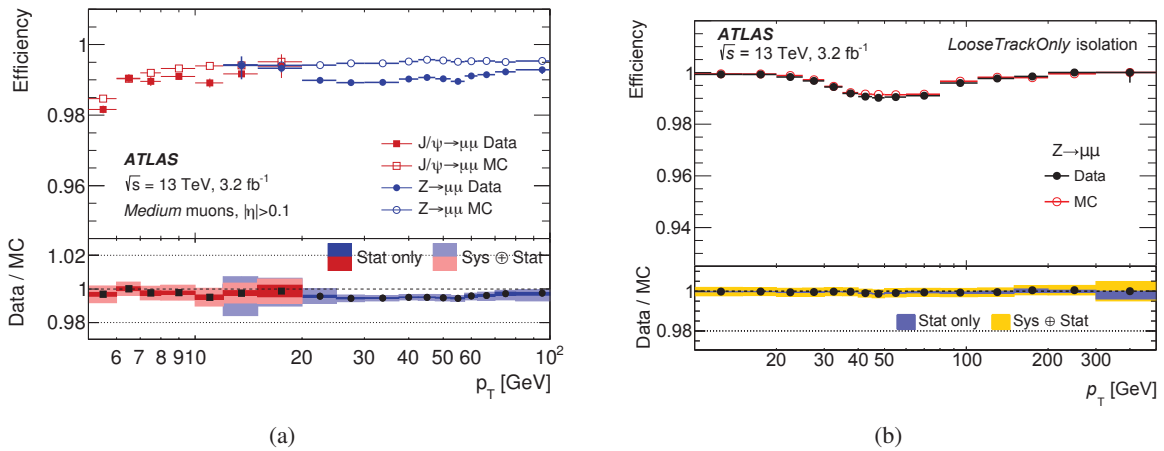 Efficiency
1
0.98
0.96
ATLAS
√s = 13 TeV, 3.2 fb⁻¹
Medium muons, |η|>0.1
J/ψ→μμ Data
J/ψ→μμ MC
Z→μμ Data
Z→μμ MC
Data / MC
1.02
1
0.98
Stat only
Sys ⊕ Stat
6 7 8 9 10 20 30 40 50 60 10²
p_T [GeV]
(a)
Efficiency
1
0.98
0.96
0.94
ATLAS
√s = 13 TeV, 3.2 fb⁻¹
LooseTrackOnly isolation
Z→μμ
Data
MC
Data / MC
1
0.98
Stat only
Sys ⊕ Stat
20 30 40 50 100 200 300
p_T [GeV]
(b)